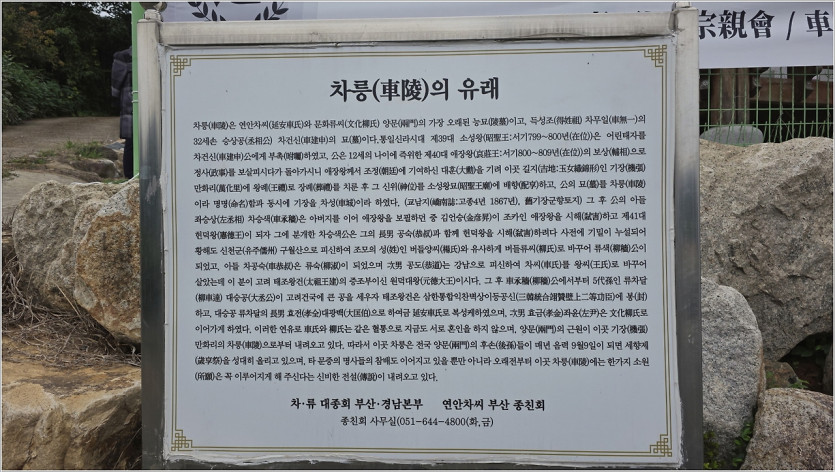 宗親會 / 車
차릉(車陵)의 유래
차릉(車陵)은 연안차씨(延安車氏)와 문화류씨(文化柳氏) 양문(兩門)의 가장 오래된 능묘(陵墓)이고, 득성조(得姓祖) 차무일(車無一)의
32세손 승상공(丞相公) 차건신(車建申)의 묘(墓)이다.통일신라시대 제39대 소성왕(昭聖王:서기799~800년(在位)은 어린태자를
차건신(車建申)공에게 부촉(咐囑)하였고, 공은 12세의 나이에 즉위한 제40대 애장왕(哀莊王:서기800~809년(在位)의 보상(輔相)으로
정사(政事)를 보살피시다가 돌아가시니 애장왕께서 조정(朝廷)에 기여하신 대훈(大勳)을 기려 이곳 길지(吉地:玉女織錦形)인 기장(機張)
만화리(萬化里)에 왕례(王禮)로 장례(葬禮)를 치룬 후 그 신위(神位)를 소성왕묘(昭聖王廟)에 배향(配享)하고, 공의 묘(墓)를 차릉(車陵)
이라 명명(命名)함과 동시에 기장을 차성(車城)이라 하였다. (교남지(嶠南誌:고종4년 1867년), 舊기장군향토지) 그 후 공의 아들
좌승상(左丞相) 차승색(車承穡)은 아버지를 이어 애장왕을 보필하던 중 김언승(金彦昇)이 조카인 애장왕을 시해(弑害)하고 제41대
헌덕왕(憲德王)이 되자 그에 분개한 차승색公은 그의 長男 공숙(恭叔)과 함께 헌덕왕을 시해(弑害)하려다 사전에 기밀이 누설되어
황해도 신천군(유주儒州) 구월산으로 피신하여 조모의 성(姓)인 버들양씨(楊氏)와 유사하게 버들류씨(柳氏)로 바꾸어 류색(柳穡)이
되었고, 아들 차공숙(車恭叔)은 류숙(柳淑)이 되었으며 次男 공도(恭道)는 강남으로 피신하여 차씨(車氏)를 왕씨(王氏)로 바꾸어
살았는데 이 분이 고려 태조왕건(太祖王建)의 증조부이신 원덕대왕(元德大王)이시다. 그 후 車承穡(柳穡)公에서부터 5代孫인 류차달
(柳車達) 대승공(大丞公)이 고려건국에 큰 공을 세우자 태조왕건은 삼한통합익찬벽상이등공신(三韓統合翊贊壁上二等功臣)에 봉(封)
하고, 대승공 류차달의 長男 효전(孝全)대광백(大匡伯)으로 하여금 延安車氏로 복성케하였으며, 次男 효금(孝金)좌윤(左尹)은 文化柳氏로
이어가게 하였다. 이러한 연유로 車氏와 柳氏는 같은 혈통으로 지금도 서로 혼인을 하지 않으며, 양문(兩門)의 근원이 이곳 기장(機張)
만화리의 차릉(車陵)으로부터 내려오고 있다. 따라서 이곳 차릉은 전국 양문(兩門)의 후손(後孫)들이 매년 음력 9월9일이 되면 세향제
(歲享祭)을 성대히 올리고 있으며, 타 문중의 명사들의 참배도 이어지고 있을 뿐만 아니라 오래전부터 이곳 차릉(車陵)에는 한가지 소원
(所願)은 꼭 이루어지게 해 주신다는 신비한 전설(傳說)이 내려오고 있다.
차·류 대종회 부산·경남본부 연안차씨 부산 종친회
종친회 사무실(051-644-4800(화,금)